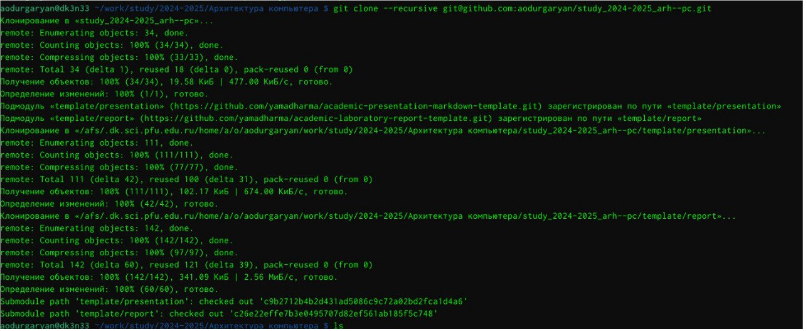 aodurgaryan@dk3n33 ~/work/study/2024-2025/Архитектура компьютера $ git clone --recursive git@github.com:aodurgaryan/study_2024-2025_arh--pc.git
Клонирование в «study_2024-2025_arh--pc»...
remote: Enumerating objects: 34, done.
remote: Counting objects: 100% (34/34), done.
remote: Compressing objects: 100% (33/33), done.
remote: Total 34 (delta 1), reused 18 (delta 0), pack-reused 0 (from 0)
Получение объектов: 100% (34/34), 19.58 КиБ | 477.00 КиБ/с, готово.
Определение изменений: 100% (1/1), готово.
Подмодуль «template/presentation» (https://github.com/yamadharma/academic-presentation-markdown-template.git) зарегистрирован по пути «template/presentation»
Подмодуль «template/report» (https://github.com/yamadharma/academic-laboratory-report-template.git) зарегистрирован по пути «template/report»
Клонирование в «/afs/.dk.sci.pfu.edu.ru/home/a/o/aodurgaryan/work/study/2024-2025/Архитектура компьютера/study_2024-2025_arh--pc/template/presentation»...
remote: Enumerating objects: 111, done.
remote: Counting objects: 100% (111/111), done.
remote: Compressing objects: 100% (77/77), done.
remote: Total 111 (delta 42), reused 100 (delta 31), pack-reused 0 (from 0)
Получение объектов: 100% (111/111), 102.17 КиБ | 674.00 КиБ/с, готово.
Определение изменений: 100% (42/42), готово.
Клонирование в «/afs/.dk.sci.pfu.edu.ru/home/a/o/aodurgaryan/work/study/2024-2025/Архитектура компьютера/study_2024-2025_arh--pc/template/report»...
remote: Enumerating objects: 142, done.
remote: Counting objects: 100% (142/142), done.
remote: Compressing objects: 100% (97/97), done.
remote: Total 142 (delta 60), reused 121 (delta 39), pack-reused 0 (from 0)
Получение объектов: 100% (142/142), 341.09 КиБ | 2.56 МиБ/с, готово.
Определение изменений: 100% (60/60), готово.
Submodule path 'template/presentation': checked out 'c9b2712b4b2d431ad5086c9c72a02bd2fca1d4a6'
Submodule path 'template/report': checked out 'c26e22effe7b3e0495707d82ef561ab185f5c748'
aodurgaryan@dk3n33 ~/work/study/2024-2025/Архитектура компьютера $ ls